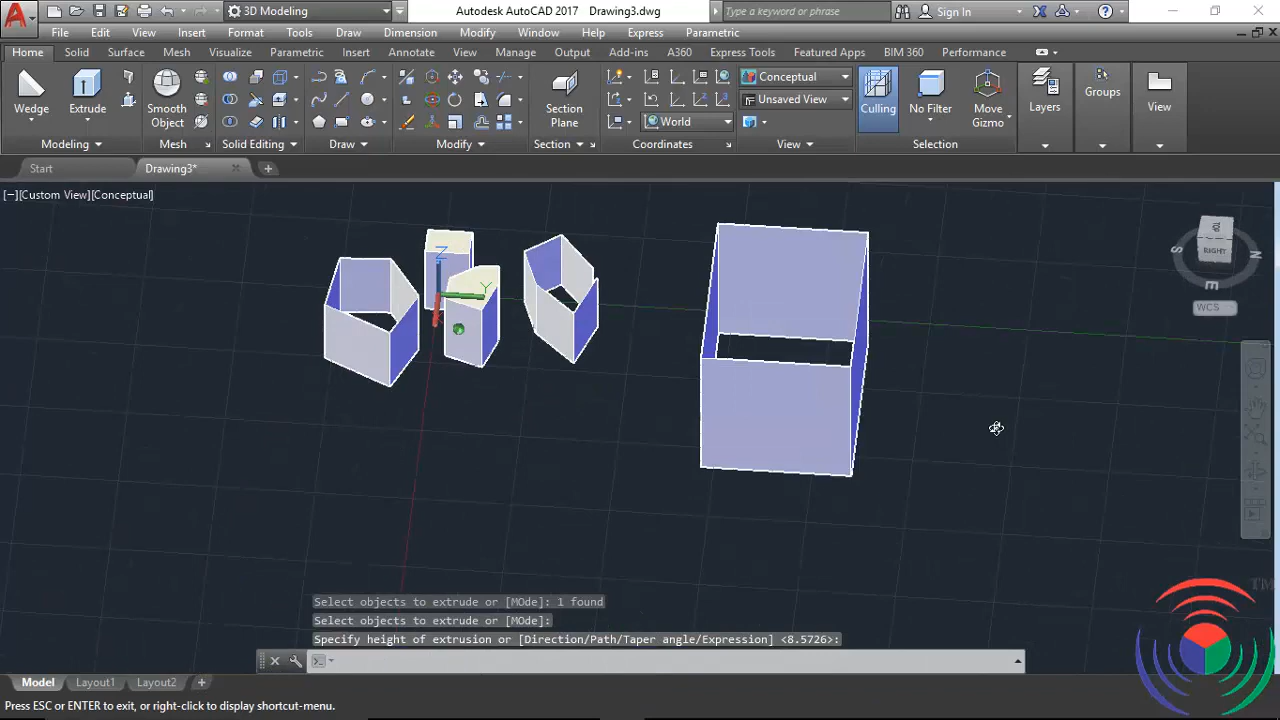 3D Modeling
Autodesk AutoCAD 2017 Drawing3.dwg
Type a keyword or phrase
Sign In
File Edit View Insert Format Tools Draw Dimension Modify Window Help Express Parametric
Home Solid Surface Mesh Visualize Parametric Insert Annotate View Manage Output Add-ins A360 Express Tools Featured Apps BIM 360 Performance
Wedge
Extrude
Smooth
Object
Section
Plane
World
Conceptual
Unsaved View
Culling
No Filter
Move
Gizmo
Layers
Groups
View
Modeling Mesh Solid Editing Draw Modify Section Coordinates View Selection
Start Drawing3*
[−][Custom View][Conceptual]
Z
Y
RIGHT
S
N
E
WCS
Select objects to extrude or [MOde]: 1 found
Select objects to extrude or [MOde]:
Specify height of extrusion or [Direction/Path/Taper angle/Expression] <8.5726>:
TM
Model Layout1 Layout2
Press ESC or ENTER to exit, or right-click to display shortcut-menu.